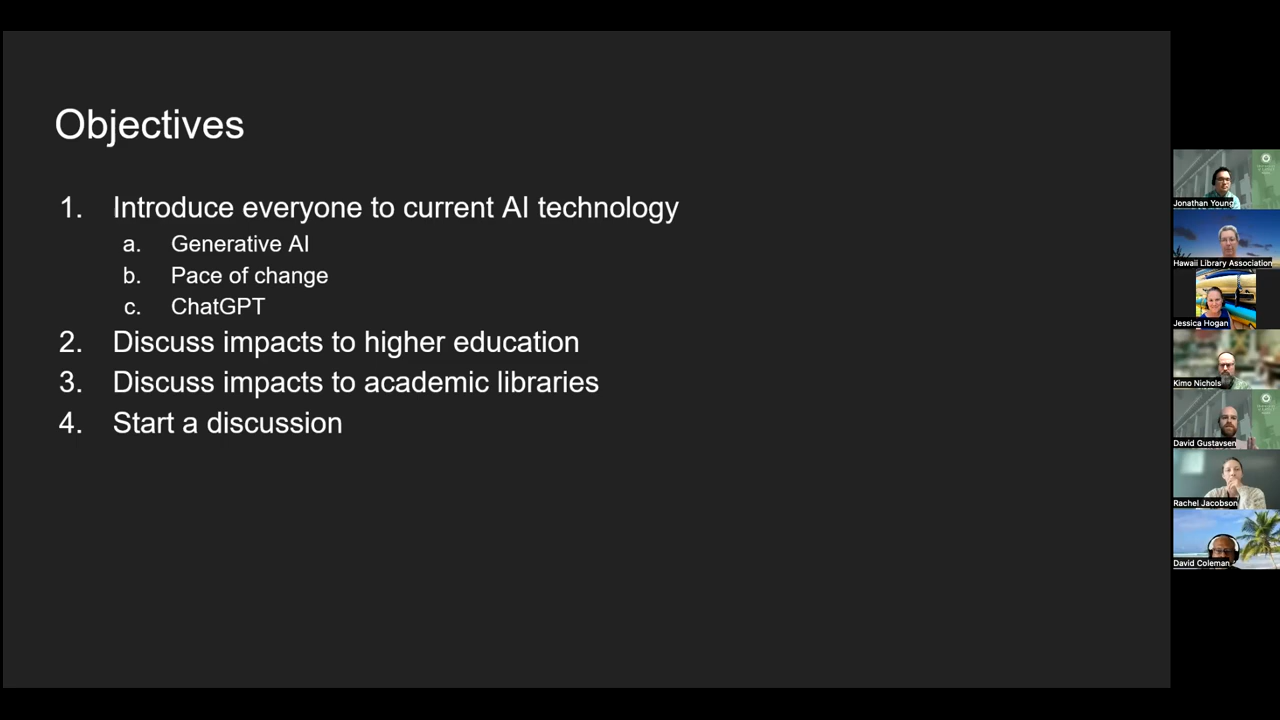 Objectives
1. Introduce everyone to current AI technology
a. Generative AI
b. Pace of change
c. ChatGPT
2. Discuss impacts to higher education
3. Discuss impacts to academic libraries
4. Start a discussion
Jonathan Young
Hawaii Library Association
Jessica Hogan
Kimo Nichols
David Gustavsen
Rachel Jacobson
David Coleman